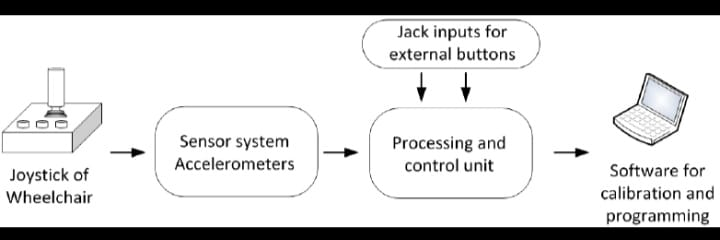 Jack inputs for
external buttons
Joystick of
Wheelchair
Sensor system
Accelerometers
Processing and
control unit
Software for
calibration and
programming